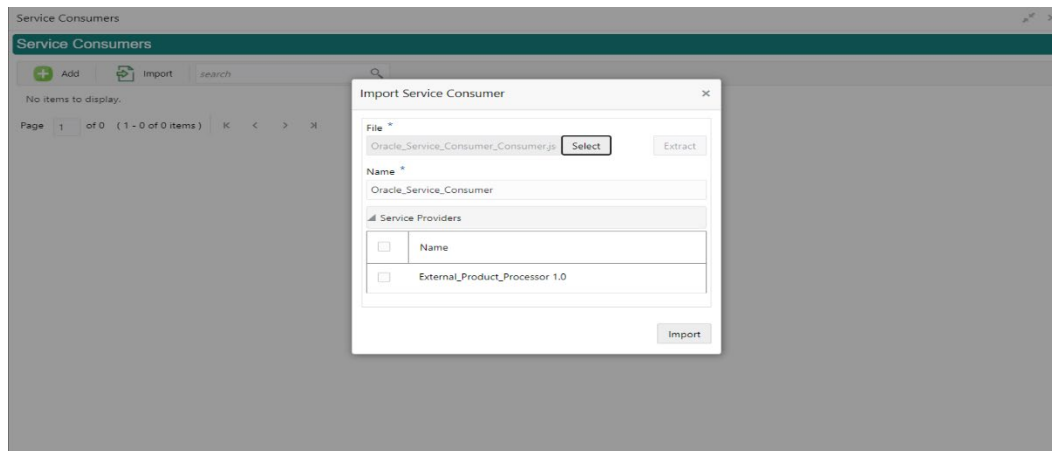 Service Consumers
Service Consumers
Add Import search
No items to display.
Page 1 of 0 (1 - 0 of 0 items)
Import Service Consumer
File *
Oracle_Service_Consumer_Consumer.js Select Extract
Name *
Oracle_Service_Consumer
Service Providers
Name
External_Product_Processor 1.0
Import